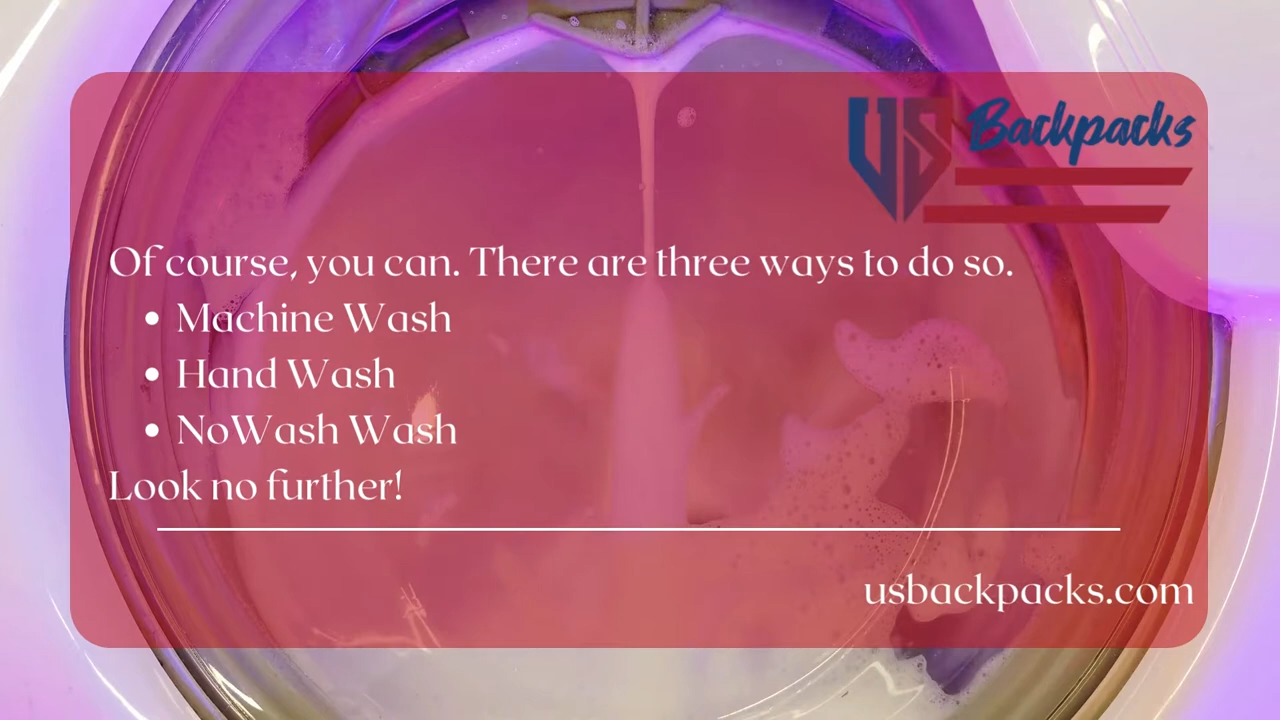 US Backpacks
Of course, you can. There are three ways to do so.
• Machine Wash
• Hand Wash
• NoWash Wash
Look no further!
usbackpacks.com